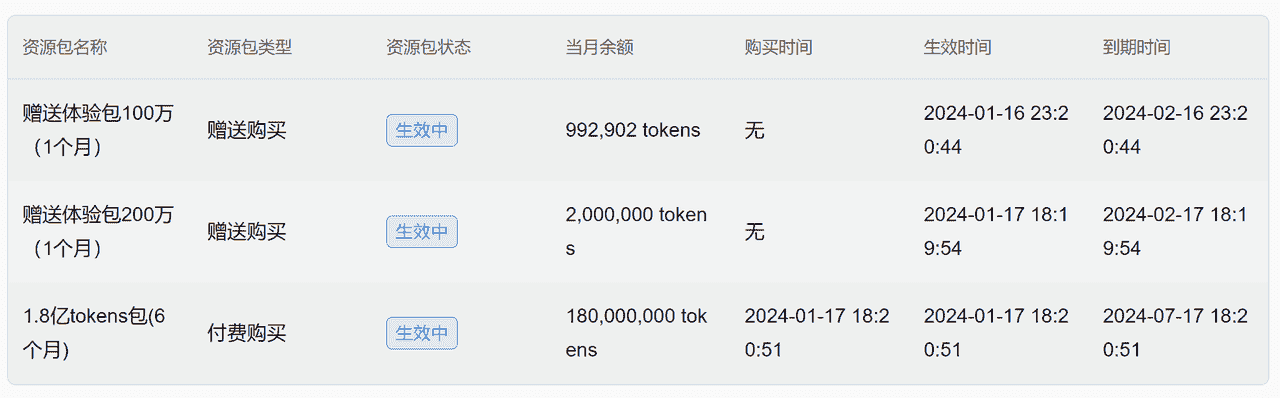 资源包名称 资源包类型 资源包状态 当月余额 购买时间 生效时间 到期时间
赠送体验包100万
（1个月） 赠送购买 生效中 992,902 tokens 无 2024-01-16 23:2
0:44 2024-02-16 23:2
0:44
赠送体验包200万
（1个月） 赠送购买 生效中 2,000,000 token
s 无 2024-01-17 18:1
9:54 2024-02-17 18:1
9:54
1.8亿tokens包(6
个月) 付费购买 生效中 180,000,000 tok
ens 2024-01-17 18:2
0:51 2024-01-17 18:2
0:51 2024-07-17 18:2
0:51